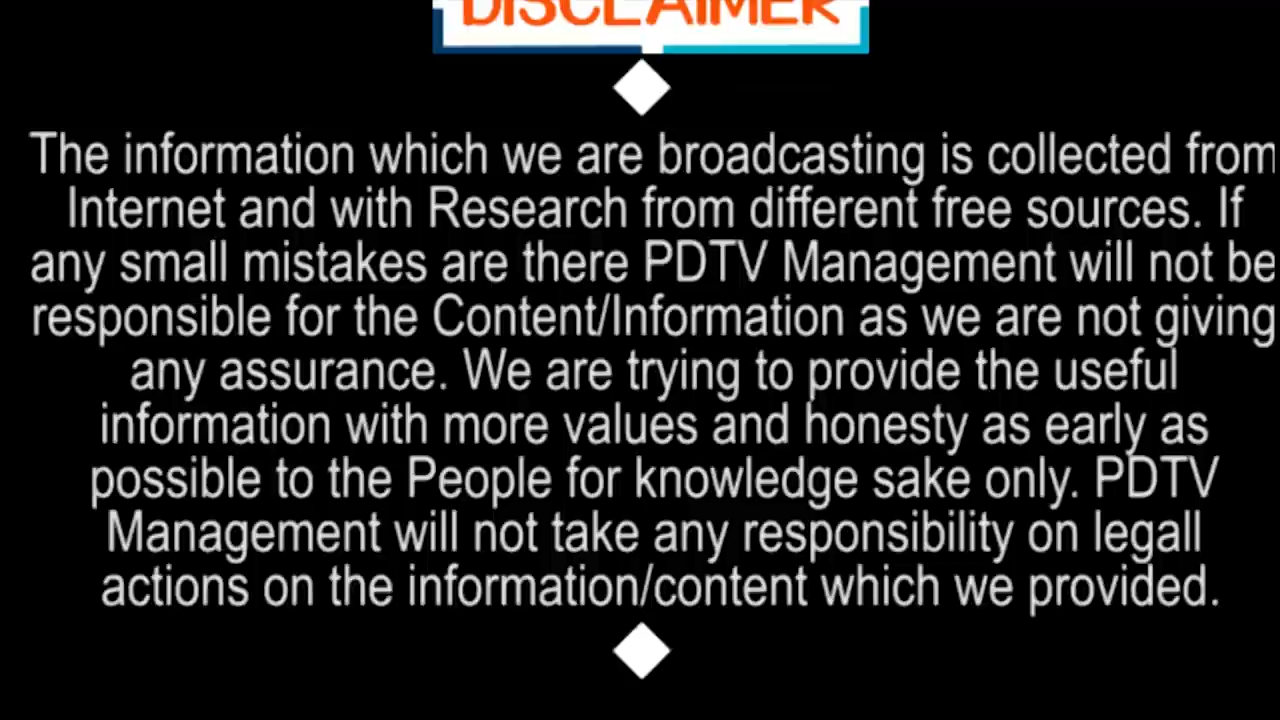 DISCLAIMER
The information which we are broadcasting is collected from
Internet and with Research from different free sources. If
any small mistakes are there PDTV Management will not be
responsible for the Content/Information as we are not giving
any assurance. We are trying to provide the useful
information with more values and honesty as early as
possible to the People for knowledge sake only. PDTV
Management will not take any responsibility on legall
actions on the information/content which we provided.